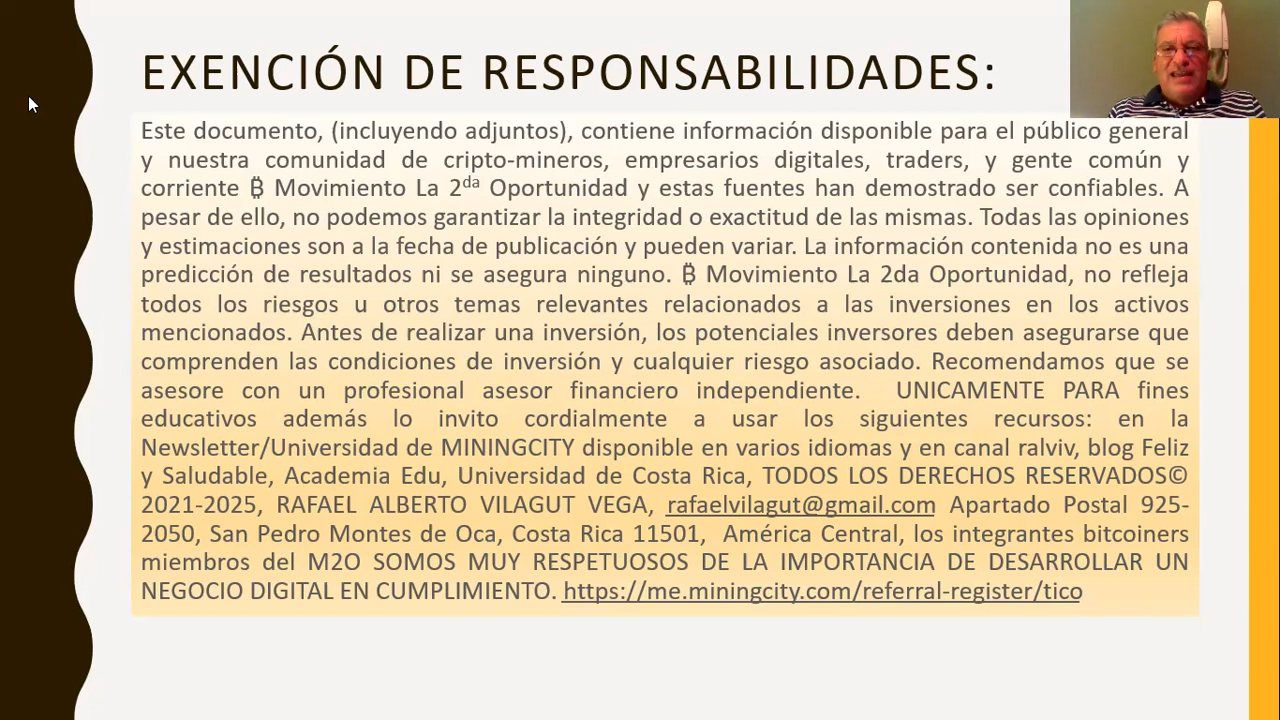 EXENCIÓN DE RESPONSABILIDADES:
Este documento, (incluyendo adjuntos), contiene información disponible para el público general
y nuestra comunidad de cripto-mineros, empresarios digitales, traders, y gente común y
corriente ₿ Movimiento La 2da Oportunidad y estas fuentes han demostrado ser confiables. A
pesar de ello, no podemos garantizar la integridad o exactitud de las mismas. Todas las opiniones
y estimaciones son a la fecha de publicación y pueden variar. La información contenida no es una
predicción de resultados ni se asegura ninguno. ₿ Movimiento La 2da Oportunidad, no refleja
todos los riesgos u otros temas relevantes relacionados a las inversiones en los activos
mencionados. Antes de realizar una inversión, los potenciales inversores deben asegurarse que
comprenden las condiciones de inversión y cualquier riesgo asociado. Recomendamos que se
asesore con un profesional asesor financiero independiente. UNICAMENTE PARA fines
educativos además lo invito cordialmente a usar los siguientes recursos: en la
Newsletter/Universidad de MININGCITY disponible en varios idiomas y en canal ralviv, blog Feliz
y Saludable, Academia Edu, Universidad de Costa Rica, TODOS LOS DERECHOS RESERVADOS©
2021-2025, RAFAEL ALBERTO VILAGUT VEGA, rafaelvilagut@gmail.com Apartado Postal 925-
2050, San Pedro Montes de Oca, Costa Rica 11501, América Central, los integrantes bitcoiners
miembros del M2O SOMOS MUY RESPETUOSOS DE LA IMPORTANCIA DE DESARROLLAR UN
NEGOCIO DIGITAL EN CUMPLIMIENTO. https://me.miningcity.com/referral-register/tico